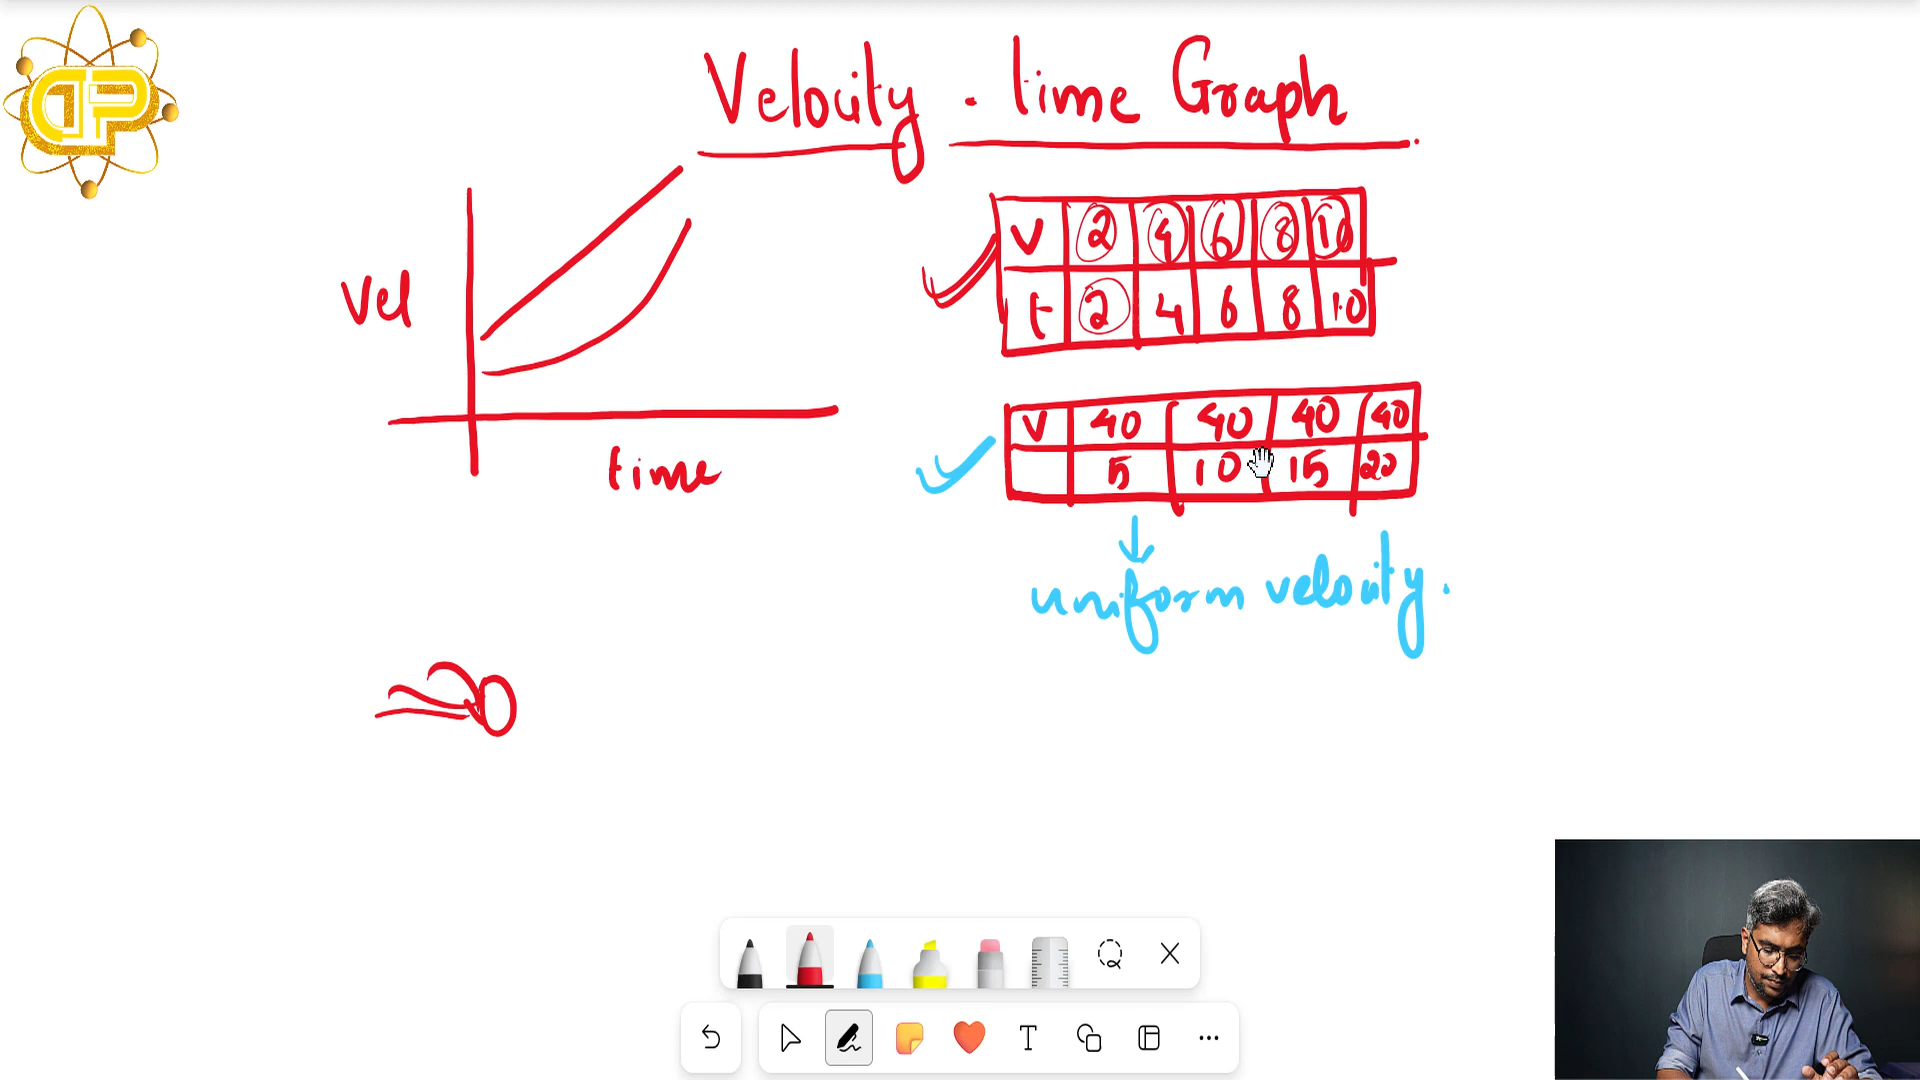 DP
Velocity - time Graph
Vel
time
V 2 4 6 8 10
t 2 4 6 8 10
V 40 40 40 40
5 10 15 20
uniform velocity.
T